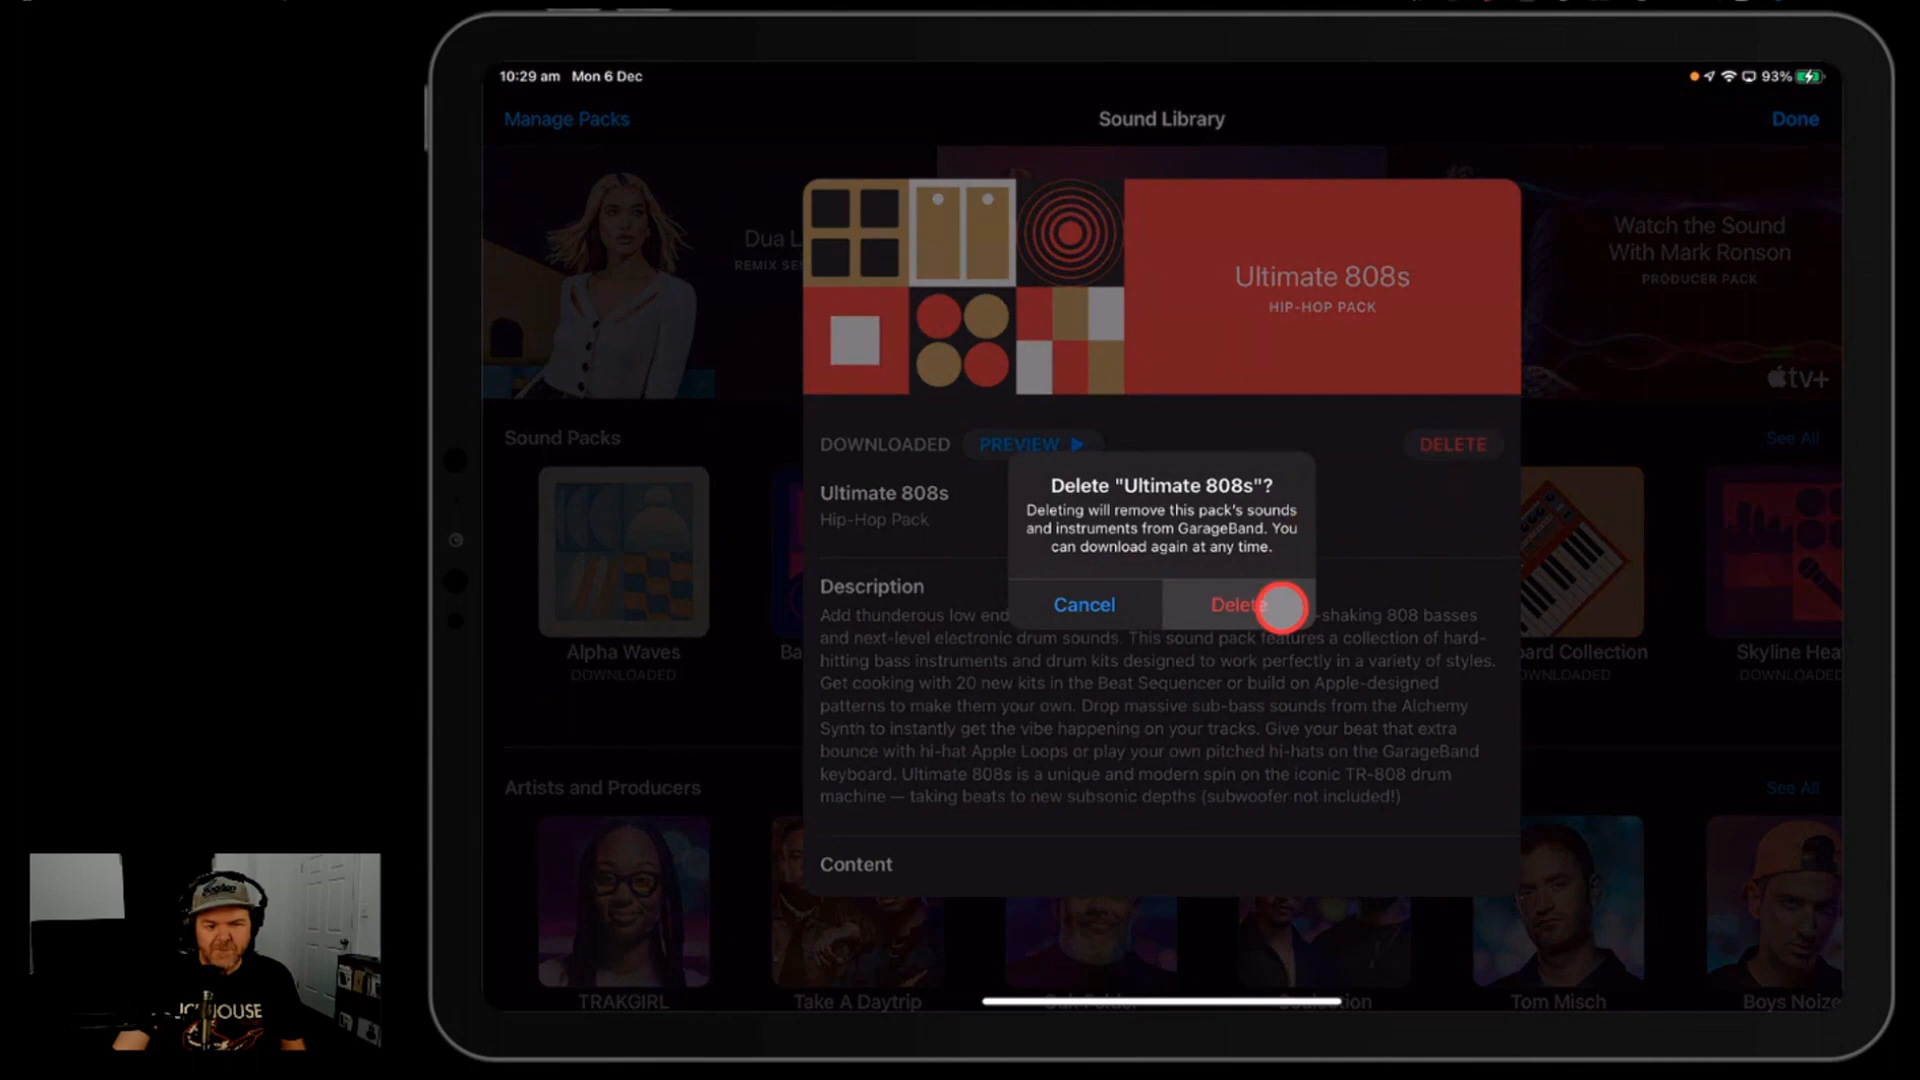 10:29 am Mon 6 Dec
93%
Manage Packs
Sound Library
Done
Dua L
REMIX SE
Ultimate 808s
HIP-HOP PACK
Watch the Sound
With Mark Ronson
PRODUCER PACK
tv+
Sound Packs
See All
DOWNLOADED
PREVIEW
DELETE
Ultimate 808s
Hip-Hop Pack
Delete "Ultimate 808s"?
Deleting will remove this pack's sounds
and instruments from GarageBand. You
can download again at any time.
Cancel
Delete
Description
Add thunderous low end
-shaking 808 basses
and next-level electronic drum sounds. This sound pack features a collection of hard-
hitting bass instruments and drum kits designed to work perfectly in a variety of styles.
Get cooking with 20 new kits in the Beat Sequencer or build on Apple-designed
patterns to make them your own. Drop massive sub-bass sounds from the Alchemy
Synth to instantly get the vibe happening on your tracks. Give your beat that extra
bounce with hi-hat Apple Loops or play your own pitched hi-hats on the GarageBand
keyboard. Ultimate 808s is a unique and modern spin on the iconic TR-808 drum
machine — taking beats to new subsonic depths (subwoofer not included!)
Content
Alpha Waves
DOWNLOADED
Ba
ard Collection
OWNLOADED
Skyline Hea
DOWNLOADED
Artists and Producers
See All
TRAKGIRL
Take A Daytrip
Tom Misch
Boys Noize
HOUSE